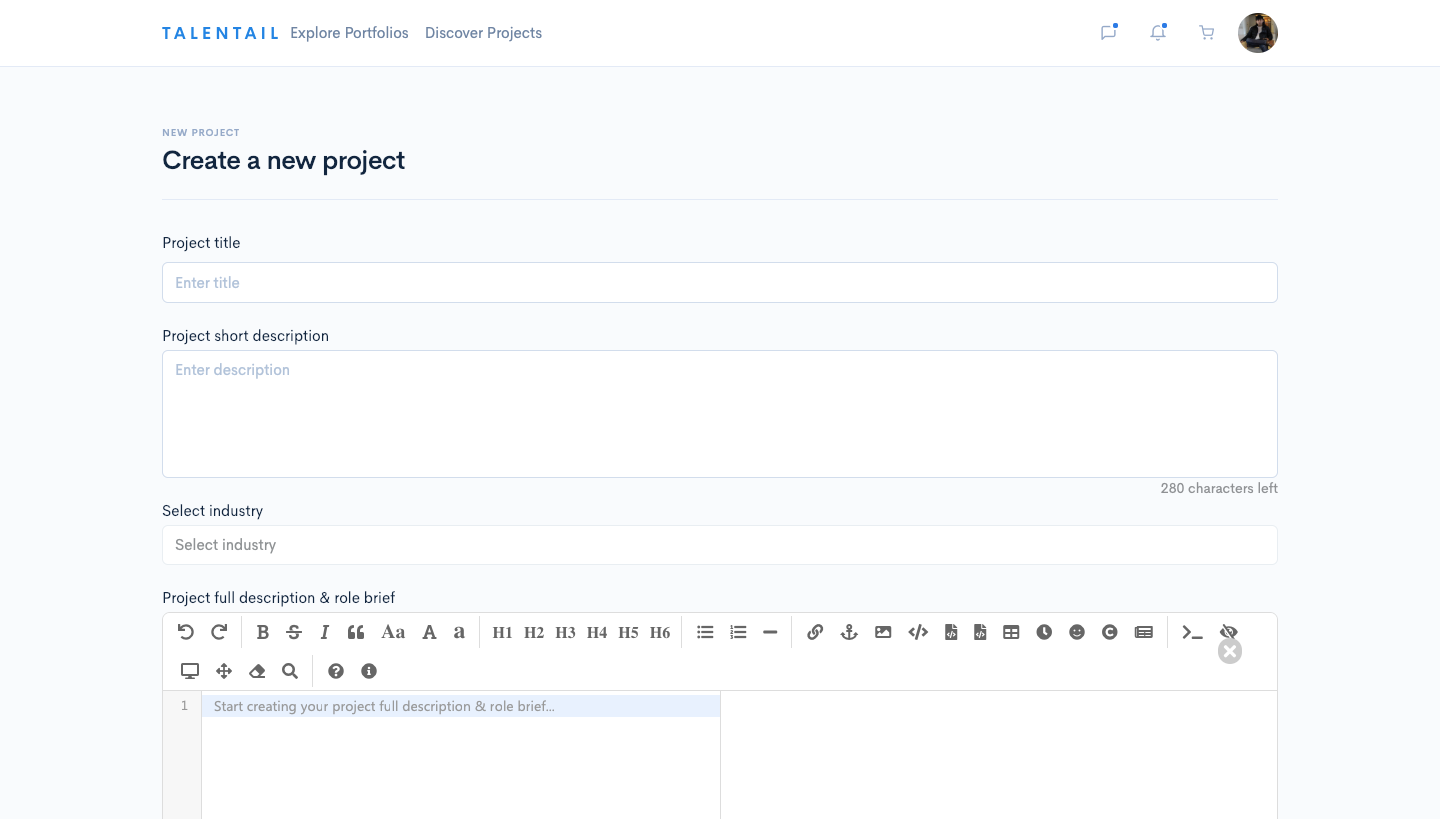 TALENTAIL Explore Portfolios Discover Projects
NEW PROJECT
Create a new project
Project title
Enter title
Project short description
Enter description
280 characters left
Select industry
Select industry
Project full description & role brief
B S I Aa A a H1 H2 H3 H4 H5 H6
1 Start creating your project full description & role brief...